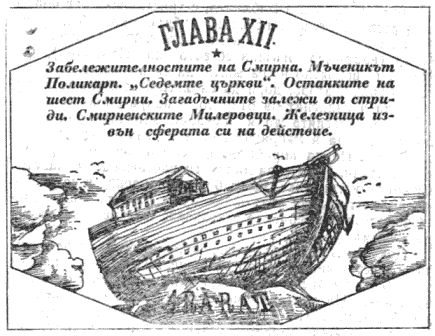 ГЛАВА XII.
Забележителностите на Смирна. Мъченикът
Поликарп. „Седемте църкви“. Останките на
шест Смирни. Загадъчните залежи от стри-
ди. Смирненските Милеровци. Железница из-
вън сферата си на действие.
ARARAT